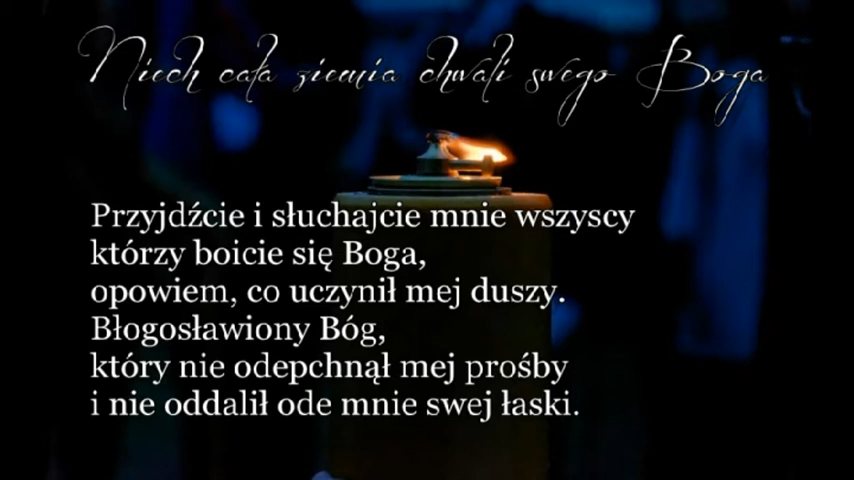 Niech cała ziemia chwali swego Boga
Przyjdźcie i słuchajcie mnie wszyscy
którzy boicie się Boga,
opowiem, co uczynił mej duszy.
Błogosławiony Bóg,
który nie odepchnął mej prośby
i nie oddalił ode mnie swej łaski.